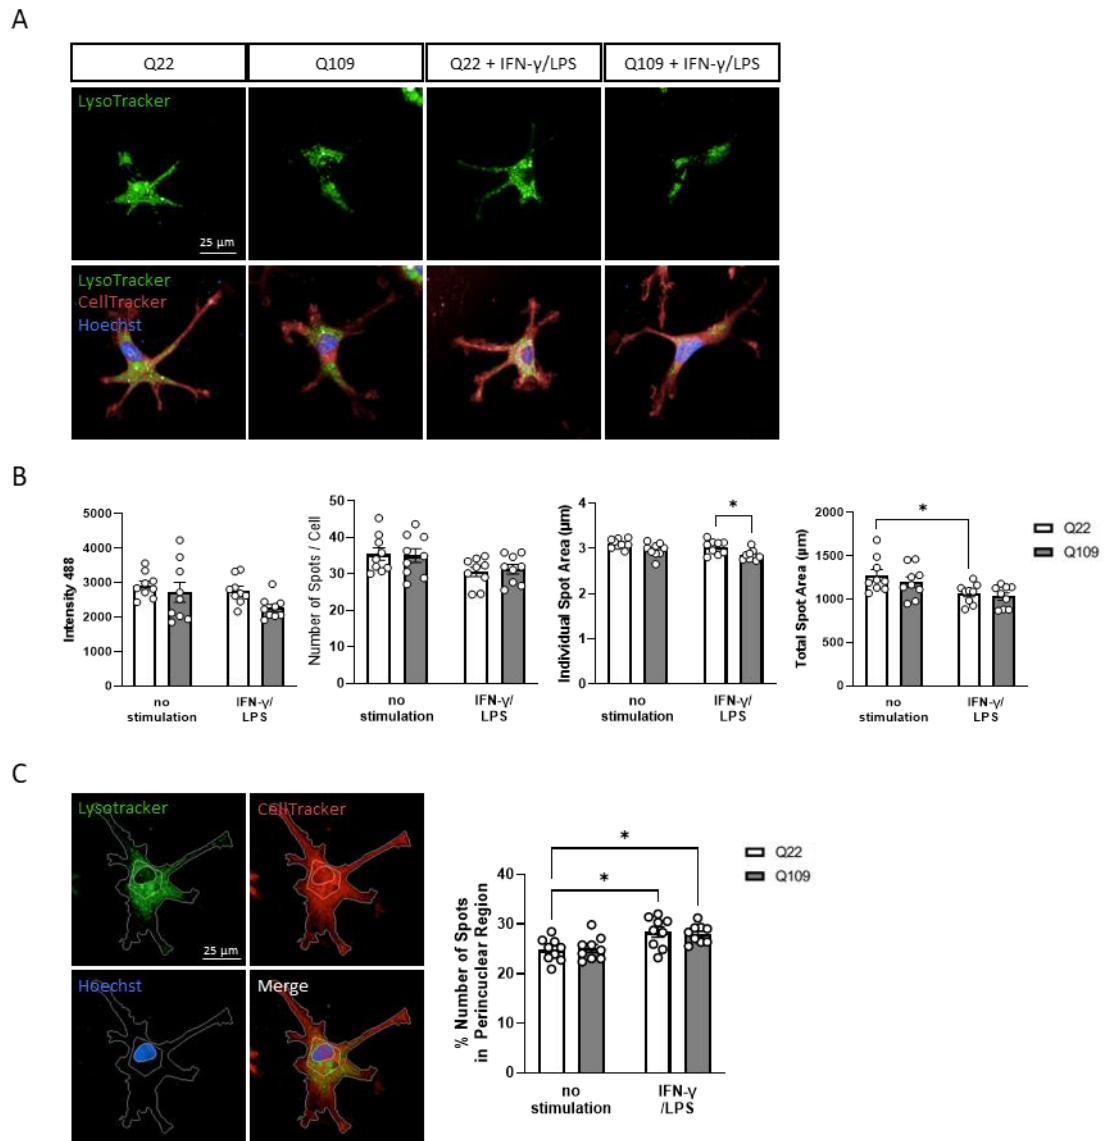 A
Q22
Q109
Q22 + IFN-γ/LPS
Q109 + IFN-γ/LPS
LysoTracker
25 µm
LysoTracker
CellTracker
Hoechst
B
Intensity 488
5000
4000
3000
2000
1000
0
no
stimulation
IFN-γ/
LPS
Number of Spots / Cell
50
40
30
20
10
0
no
stimulation
IFN-γ/
LPS
Individual Spot Area (µm)
4
3
2
1
0
*
no
stimulation
IFN-γ/
LPS
Total Spot Area (µm)
2000
1500
1000
500
0
*
no
stimulation
IFN-γ/
LPS
Q22
Q109
C
Lysotracker
25 µm
CellTracker
Hoechst
Merge
% Number of Spots
in Perincuclear Region
40
30
20
10
0
*
*
no
stimulation
IFN-γ
/LPS
Q22
Q109